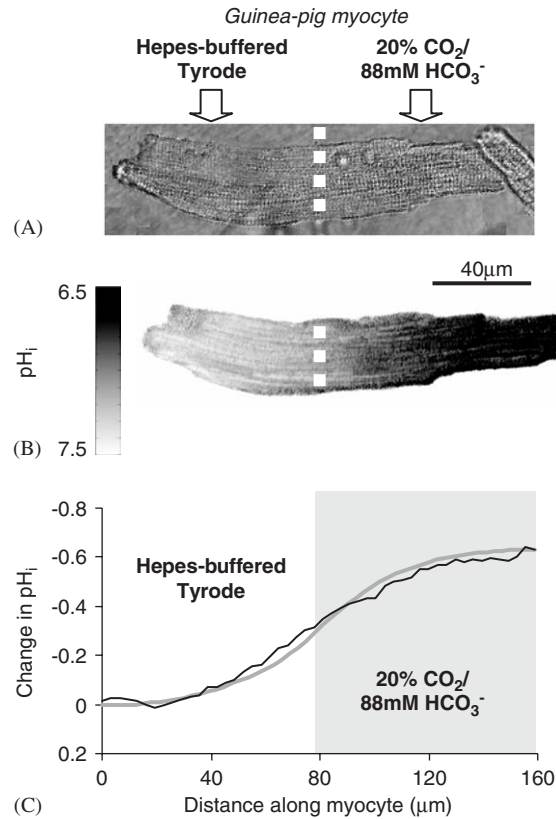 Guinea-pig myocyte
Hepes-buffered
Tyrode
20% CO₂/
88mM HCO₃⁻
(A)
40μm
6.5
pHᵢ
7.5
(B)
-0.8
-0.6
-0.4
-0.2
0
0.2
Change in pHᵢ
Hepes-buffered
Tyrode
20% CO₂/
88mM HCO₃⁻
0
40
80
120
160
(C)
Distance along myocyte (μm)